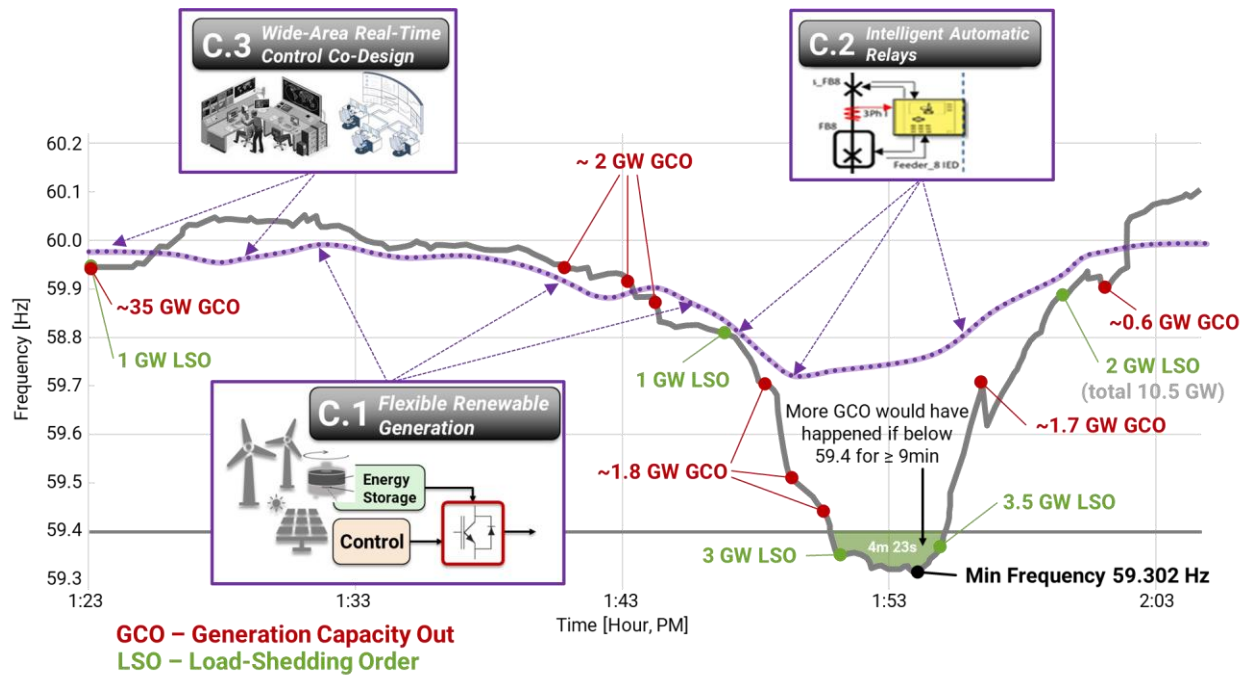 C.3 Wide-Area Real-Time
Control Co-Design
C.2 Intelligent Automatic
Relays
s_FB8
3Ph I
FB8
Feeder_8 IED
60.2
60.1
60.0
59.9
59.8
59.7
59.6
59.5
59.4
59.3
Frequency [Hz]
~ 2 GW GCO
~35 GW GCO
1 GW LSO
1 GW LSO
~0.6 GW GCO
2 GW LSO
(total 10.5 GW)
C.1 Flexible Renewable
Generation
Energy
Storage
Control
More GCO would have
happened if below
59.4 for ≥ 9min
~1.7 GW GCO
~1.8 GW GCO
3.5 GW LSO
3 GW LSO
4m 23s
Min Frequency 59.302 Hz
1:23
1:33
1:43
1:53
2:03
Time [Hour, PM]
GCO – Generation Capacity Out
LSO – Load-Shedding Order